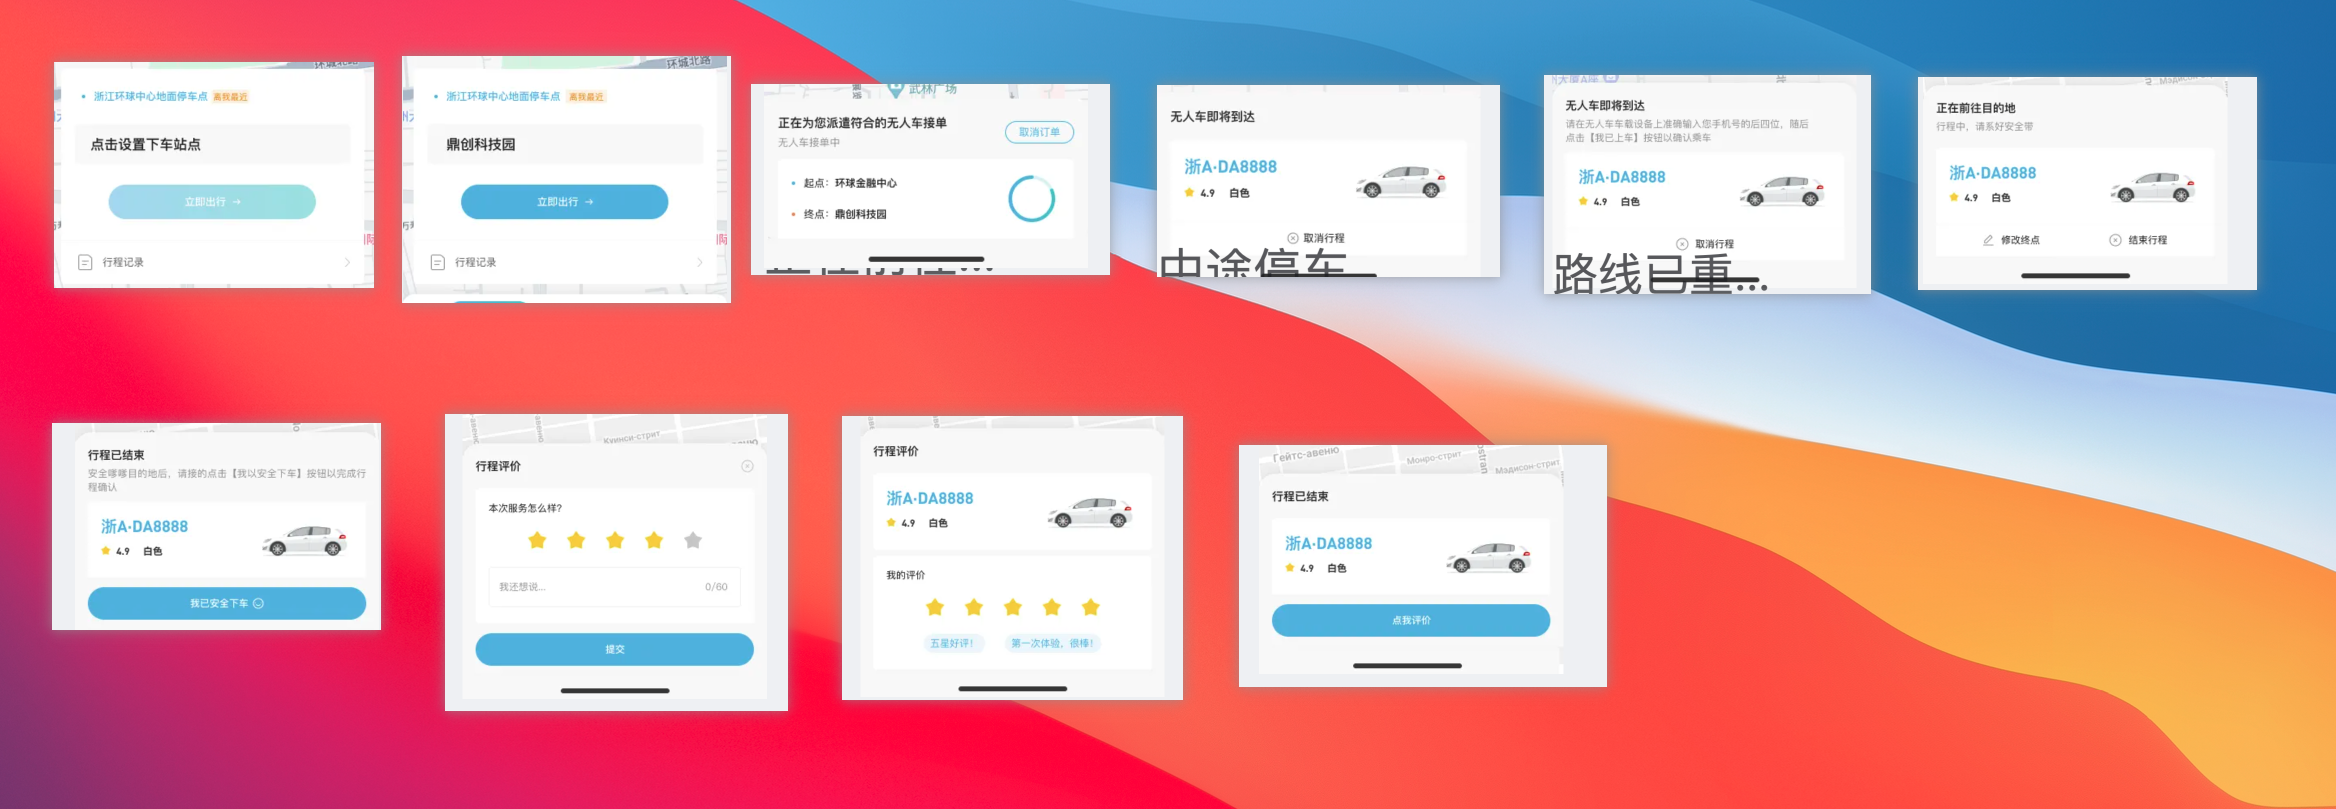 环城北路
浙江环球中心地面停车点 离我最近
点击设置下车站点
立即出行 →
行程记录
环城北路
浙江环球中心地面停车点 离我最近
鼎创科技园
立即出行 →
行程记录
武林广场
正在为您派遣符合的无人车接单
无人车接单中
取消订单
起点：环球金融中心
终点：鼎创科技园
无人车即将到达
浙A·DA8888
4.9 白色
取消行程
中途停车
无人车即将到达
请在无人车车载设备上准确输入您手机号的后四位，随后
点击【我已上车】按钮以确认乘车
浙A·DA8888
4.9 白色
取消行程
路线已重...
正在前往目的地
行程中，请系好安全带
浙A·DA8888
4.9 白色
修改终点
结束行程
行程已结束
安全嗲嗲目的地后，请接的点击【我以安全下车】按钮以完成行
程确认
浙A·DA8888
4.9 白色
我已安全下车
Куинси-стрит
行程评价
本次服务怎么样?
我还想说...
0/60
提交
行程评价
浙A·DA8888
4.9 白色
我的评价
五星好评！
第一次体验，很棒！
Гейтс-авеню
Монро-стрит
Мэдисон-стрит
行程已结束
浙A·DA8888
4.9 白色
点我评价